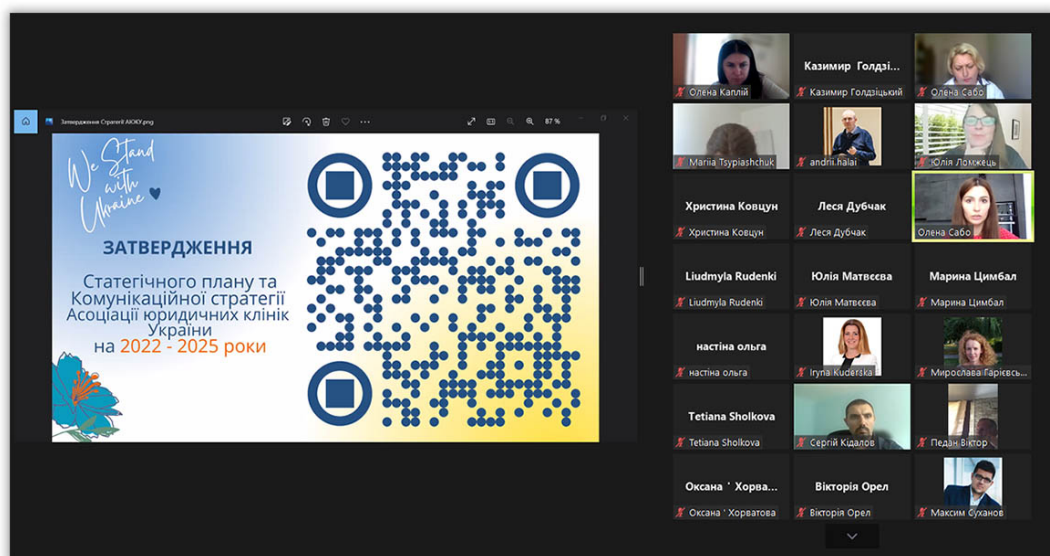 Затвердження Стратегії АЮКУ.png
87 %
We Stand
with
Ukraine
ЗАТВЕРДЖЕННЯ
Статегічного плану та
Комунікаційної стратегії
Асоціації юридичних клінік
України
на 2022 - 2025 роки
Олена Каплій
Казимир Голдзі...
Казимир Голдзіцький
Олена Сабо
Mariia Tsypiashchuk
andrii.halai
Юлія Ломжець
Христина Ковцун
Христина Ковцун
Леся Дубчак
Леся Дубчак
Олена Сабо
Liudmyla Rudenki
Liudmyla Rudenki
Юлія Матвєєва
Юлія Матвєєва
Марина Цимбал
Марина Цимбал
настіна ольга
настіна ольга
Iryna Kuderska
Мирослава Гарієвсь...
Tetiana Sholkova
Tetiana Sholkova
Сергій Кідалов
Педан Віктор
Оксана ' Хорва...
Оксана ' Хорватова
Вікторія Орел
Вікторія Орел
Максим Суханов